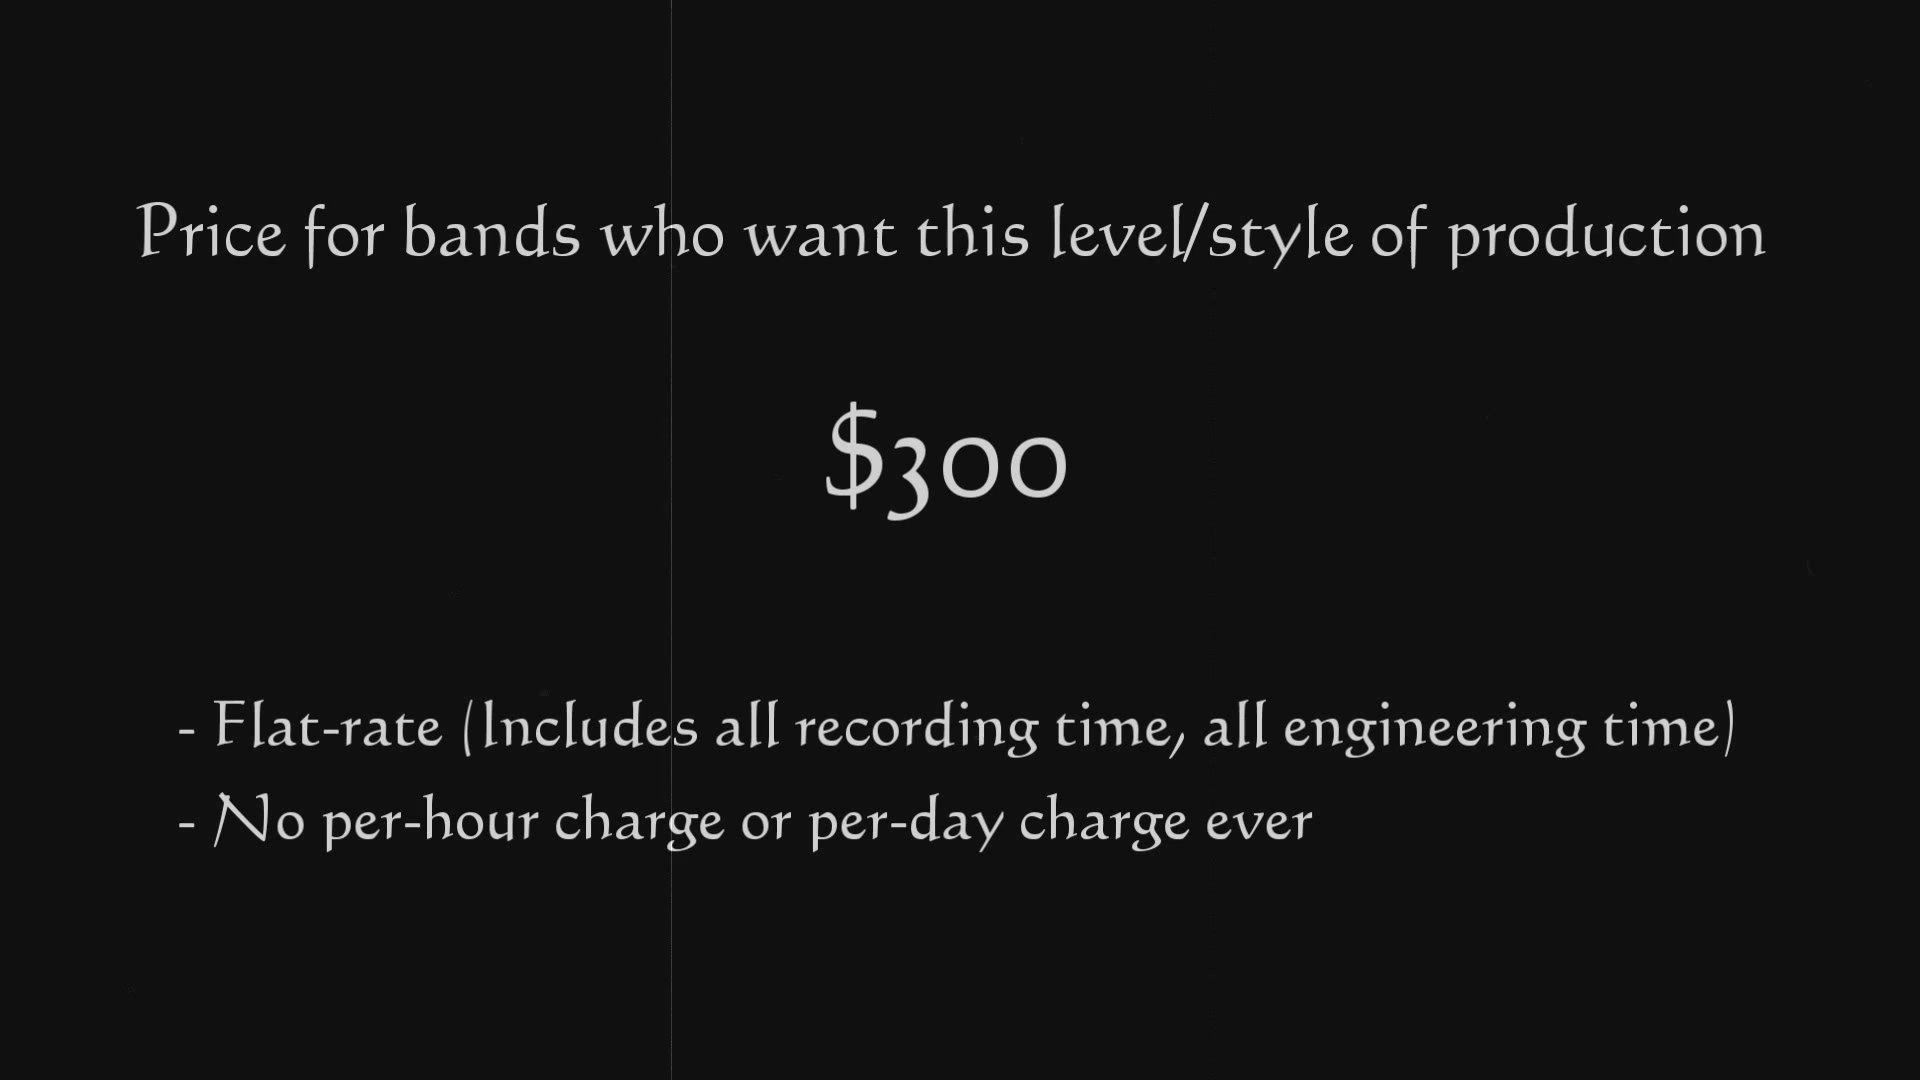 Price for bands who want this level/style of production
$300
- Flat-rate (Includes all recording time, all engineering time)
- No per-hour charge or per-day charge ever